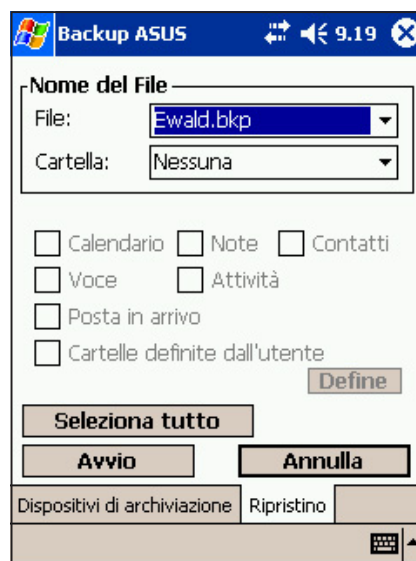 Backup ASUS 9.19
Nome del File
File: Ewald.bkp
Cartella: Nessuna
Calendario Note Contatti
Voce Attività
Posta in arrivo
Cartelle definite dall'utente
Define
Seleziona tutto
Avvio Annulla
Dispositivi di archiviazione Ripristino